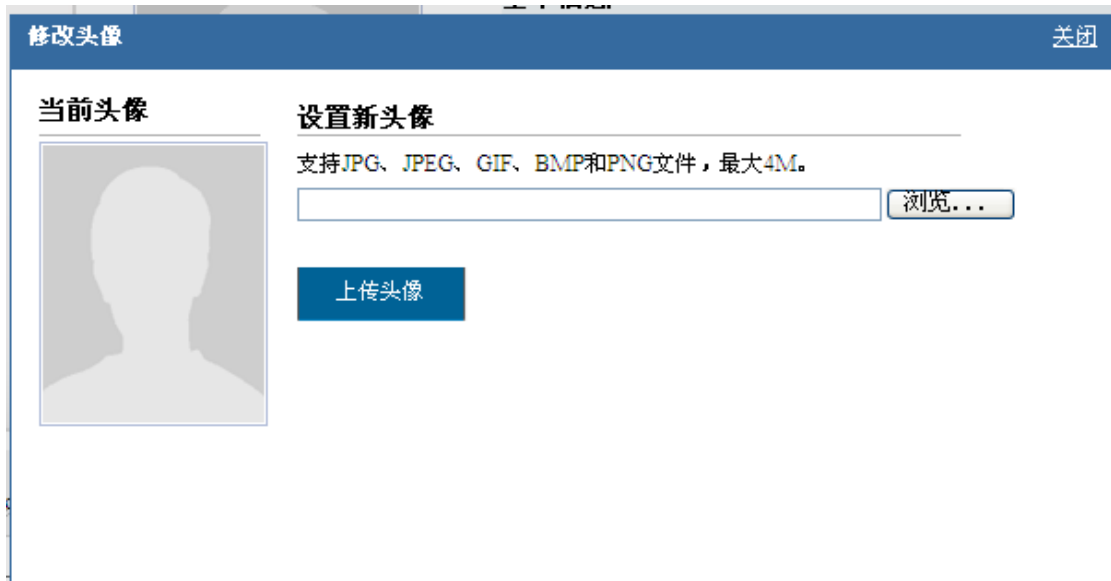 修改头像
关闭
当前头像
设置新头像
支持JPG、JPEG、GIF、BMP和PNG文件，最大4M。
浏览...
上传头像